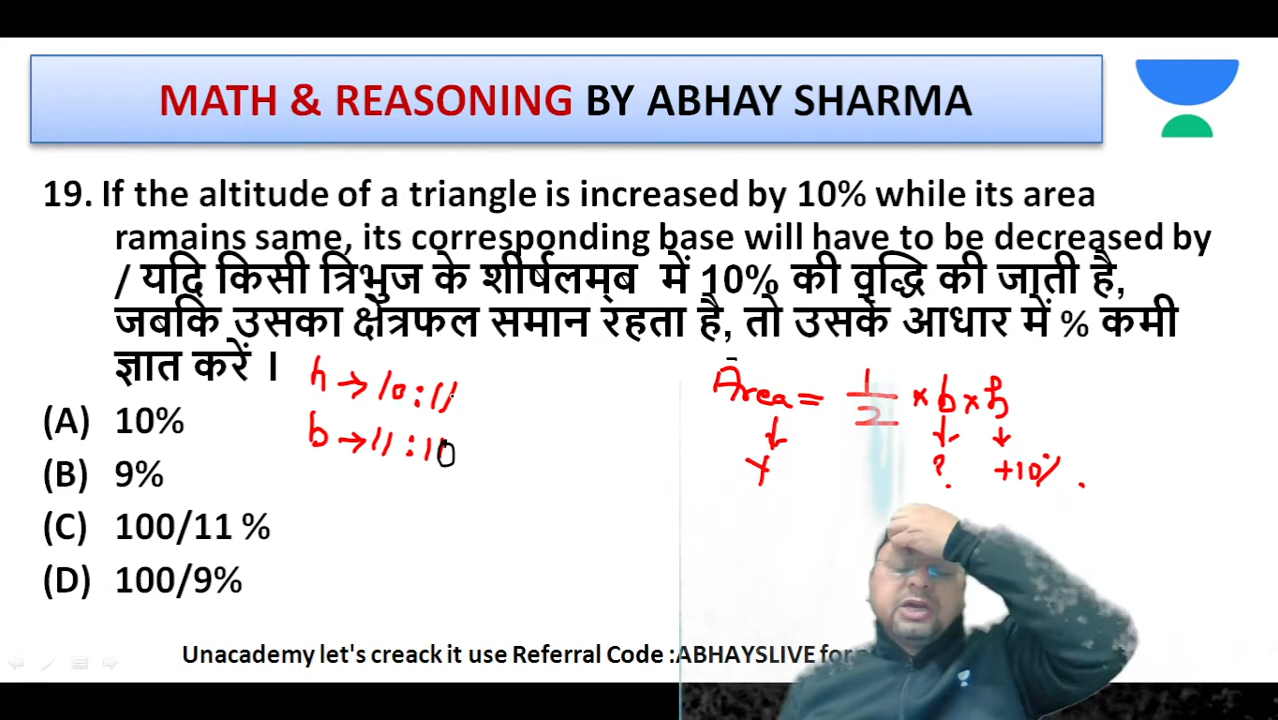 MATH & REASONING BY ABHAY SHARMA
19. If the altitude of a triangle is increased by 10% while its area
ramains same, its corresponding base will have to be decreased by
/ यदि किसी त्रिभुज के शीर्षलम्ब में 10% की वृद्धि की जाती है,
जबकि उसका क्षेत्रफल समान रहता है, तो उसके आधार में % कमी
ज्ञात करें ।
h → 10 : 11
b → 11 : 10
Area = 1/2 × b × h
? +10%
(A) 10%
(B) 9%
(C) 100/11 %
(D) 100/9%
Unacademy let's creack it use Referral Code :ABHAYSLIVE for